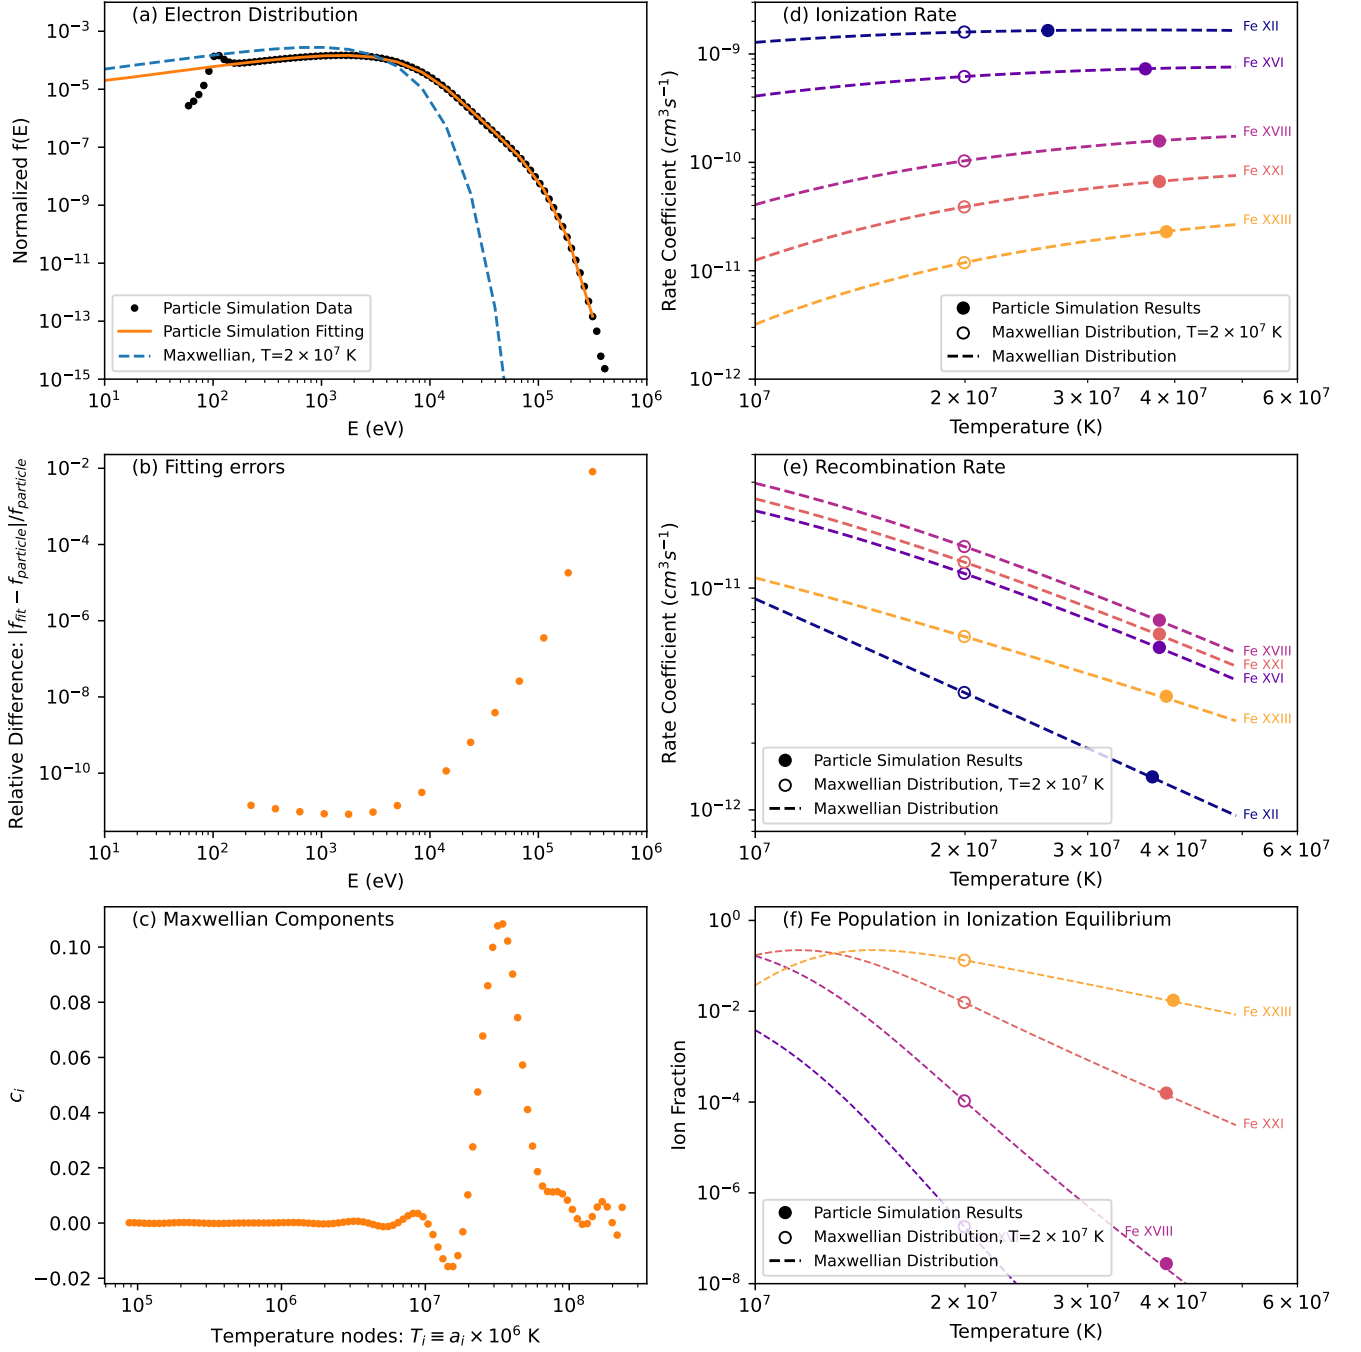 (a) Electron Distribution
Normalized f(E)
10⁻³
10⁻⁵
10⁻⁷
10⁻⁹
10⁻¹¹
10⁻¹³
10⁻¹⁵
Particle Simulation Data
Particle Simulation Fitting
Maxwellian, T=2 × 10⁷ K
10¹ 10² 10³ 10⁴ 10⁵ 10⁶
E (eV)
(d) Ionization Rate
Rate Coefficient (cm³s⁻¹)
10⁻⁹
10⁻¹⁰
10⁻¹¹
10⁻¹²
Fe XII
Fe XVI
Fe XVIII
Fe XXI
Fe XXIII
Particle Simulation Results
Maxwellian Distribution, T=2 × 10⁷ K
Maxwellian Distribution
10⁷ 2 × 10⁷ 3 × 10⁷ 4 × 10⁷ 6 × 10⁷
Temperature (K)
(b) Fitting errors
Relative Difference: |f_fit − f_particle|/f_particle
10⁻²
10⁻⁴
10⁻⁶
10⁻⁸
10⁻¹⁰
10¹ 10² 10³ 10⁴ 10⁵ 10⁶
E (eV)
(e) Recombination Rate
Rate Coefficient (cm³s⁻¹)
10⁻¹¹
10⁻¹²
Fe XVIII
Fe XXI
Fe XVI
Fe XXIII
Fe XII
Particle Simulation Results
Maxwellian Distribution, T=2 × 10⁷ K
Maxwellian Distribution
10⁷ 2 × 10⁷ 3 × 10⁷ 4 × 10⁷ 6 × 10⁷
Temperature (K)
(c) Maxwellian Components
c_i
0.10
0.08
0.06
0.04
0.02
0.00
−0.02
10⁵ 10⁶ 10⁷ 10⁸
Temperature nodes: T_i ≡ a_i × 10⁶ K
(f) Fe Population in Ionization Equilibrium
Ion Fraction
10⁰
10⁻²
10⁻⁴
10⁻⁶
10⁻⁸
Fe XXIII
Fe XXI
Fe XVIII
Particle Simulation Results
Maxwellian Distribution, T=2 × 10⁷ K
Maxwellian Distribution
10⁷ 2 × 10⁷ 3 × 10⁷ 4 × 10⁷ 6 × 10⁷
Temperature (K)